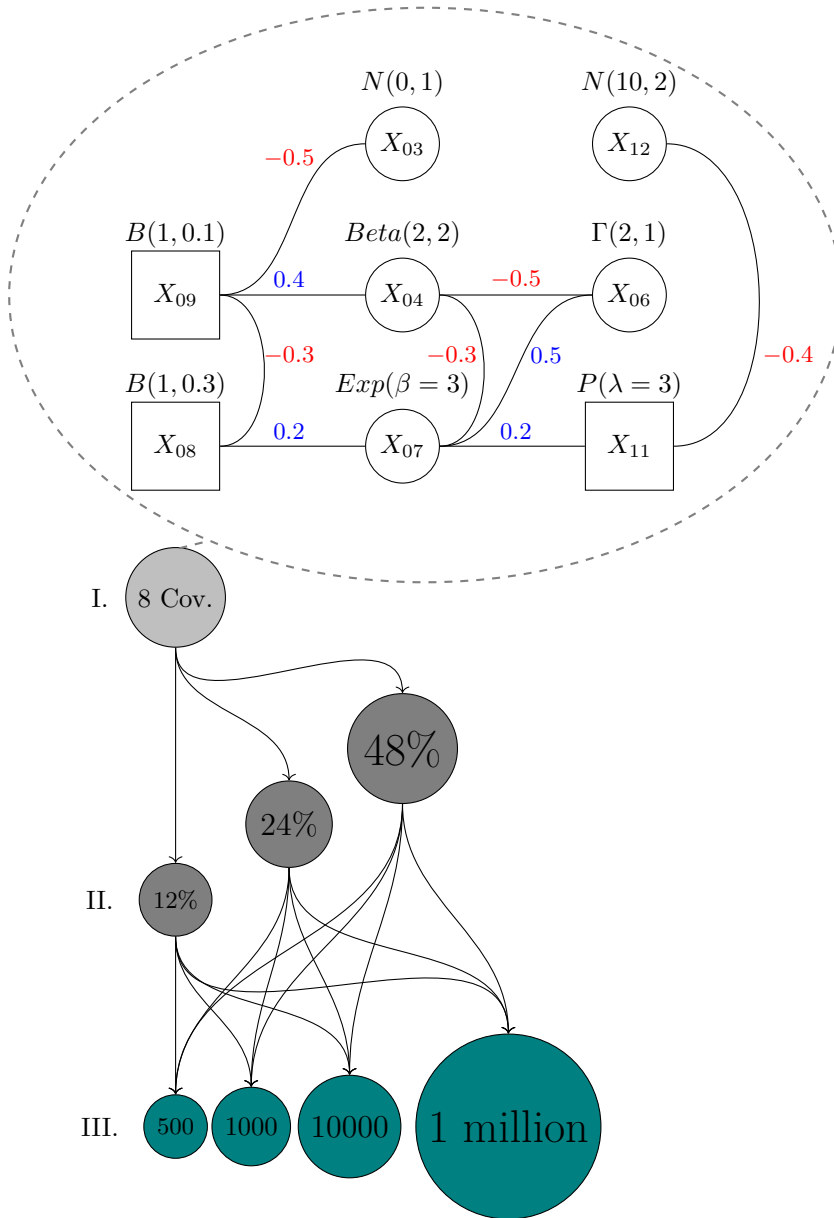 N(0, 1) N(10, 2)
X03 X12
−0.5
B(1, 0.1) Beta(2, 2) Γ(2, 1)
X09 0.4 X04 −0.5 X06
−0.3 −0.3 0.5 −0.4
B(1, 0.3) Exp(β = 3) P(λ = 3)
X08 0.2 X07 0.2 X11
I. 8 Cov.
48%
24%
II. 12%
III. 500 1000 10000 1 million